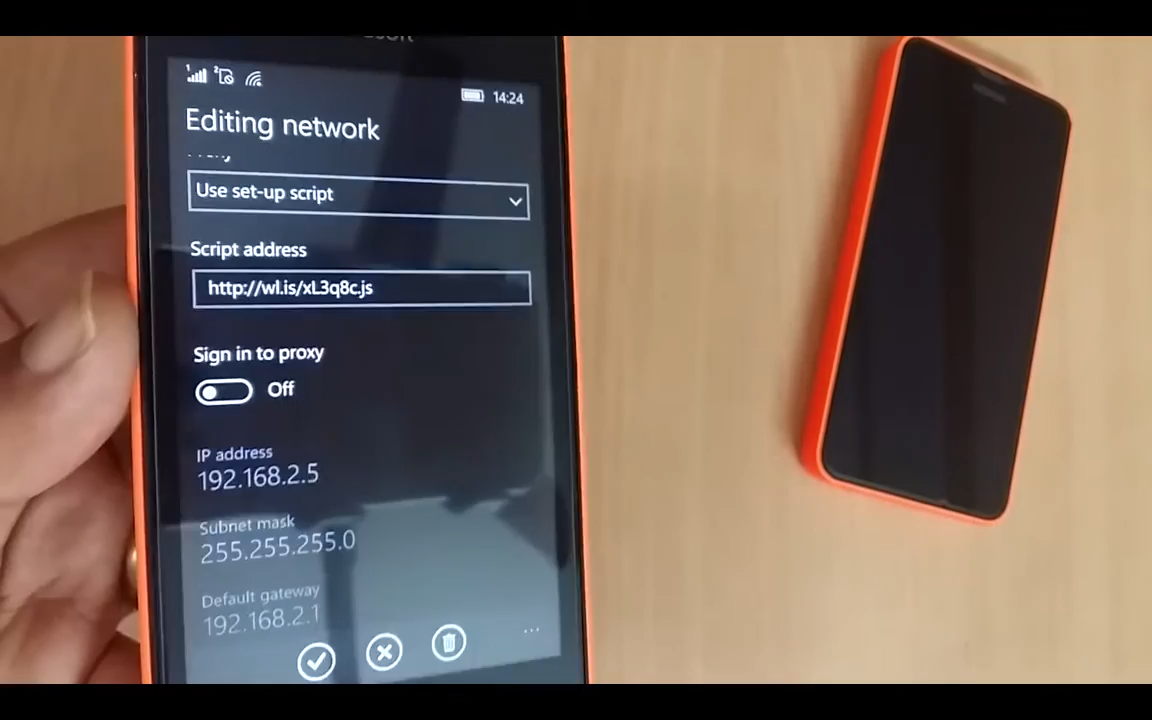 14:24
Editing network
Use set-up script
Script address
http://wl.is/xL3q8c.js
Sign in to proxy
Off
IP address
192.168.2.5
Subnet mask
255.255.255.0
Default gateway
192.168.2.1